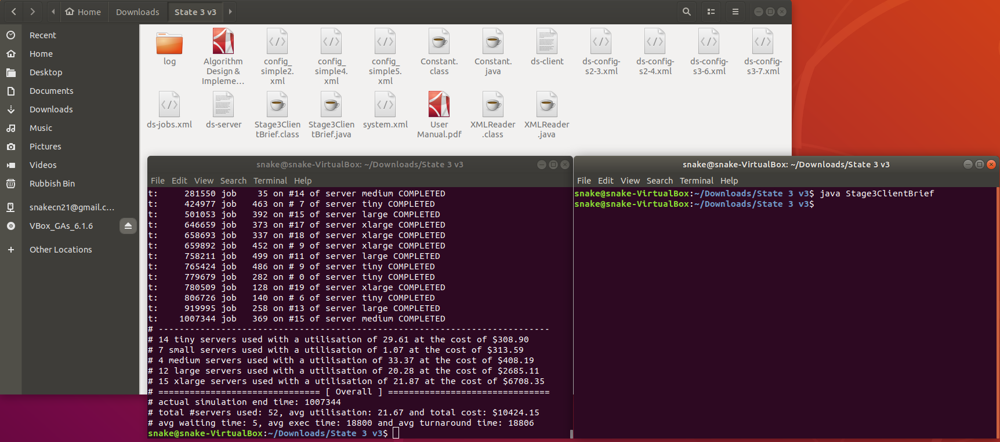 Home Downloads State 3 v3
Recent
Home
Desktop
Documents
Downloads
Music
Pictures
Videos
Rubbish Bin
snakecn21@gmail.c...
VBox_GAs_6.1.6
Other Locations
log
Algorithm
Design &
Impleme...
config_
simple2.
xml
config_
simple4.
xml
config_
simple5.
xml
Constant.
class
Constant.
java
ds-client
ds-config-
s2-3.xml
ds-config-
s2-4.xml
ds-config-
s3-6.xml
ds-config-
s3-7.xml
ds-jobs.xml
ds-server
Stage3Clien
tBrief.class
Stage3Clien
tBrief.java
system.xml
User
Manual.pdf
XMLReader
.class
XMLReader
.java
snake@snake-VirtualBox: ~/Downloads/State 3 v3
File Edit View Search Terminal Help
t: 281550 job 35 on #14 of server medium COMPLETED
t: 424977 job 463 on # 7 of server tiny COMPLETED
t: 501053 job 392 on #15 of server large COMPLETED
t: 646659 job 373 on #17 of server xlarge COMPLETED
t: 658693 job 337 on #18 of server xlarge COMPLETED
t: 659892 job 452 on # 9 of server xlarge COMPLETED
t: 758211 job 499 on #11 of server large COMPLETED
t: 765424 job 486 on # 9 of server tiny COMPLETED
t: 779679 job 282 on # 0 of server tiny COMPLETED
t: 780509 job 128 on #19 of server xlarge COMPLETED
t: 806726 job 140 on # 6 of server tiny COMPLETED
t: 919995 job 258 on #13 of server large COMPLETED
t: 1007344 job 369 on #15 of server medium COMPLETED
# ---------------------------------------------------------------------------
# 14 tiny servers used with a utilisation of 29.61 at the cost of $308.90
# 7 small servers used with a utilisation of 1.07 at the cost of $313.59
# 4 medium servers used with a utilisation of 33.37 at the cost of $408.19
# 12 large servers used with a utilisation of 20.28 at the cost of $2685.11
# 15 xlarge servers used with a utilisation of 21.87 at the cost of $6708.35
# =============================== [ Overall ] ===============================
# actual simulation end time: 1007344
# total #servers used: 52, avg utilisation: 21.67 and total cost: $10424.15
# avg waiting time: 5, avg exec time: 18800 and avg turnaround time: 18806
snake@snake-VirtualBox:~/Downloads/State 3 v3$
snake@snake-VirtualBox: ~/Downloads/State 3 v3
File Edit View Search Terminal Help
snake@snake-VirtualBox:~/Downloads/State 3 v3$ java Stage3ClientBrief
snake@snake-VirtualBox:~/Downloads/State 3 v3$